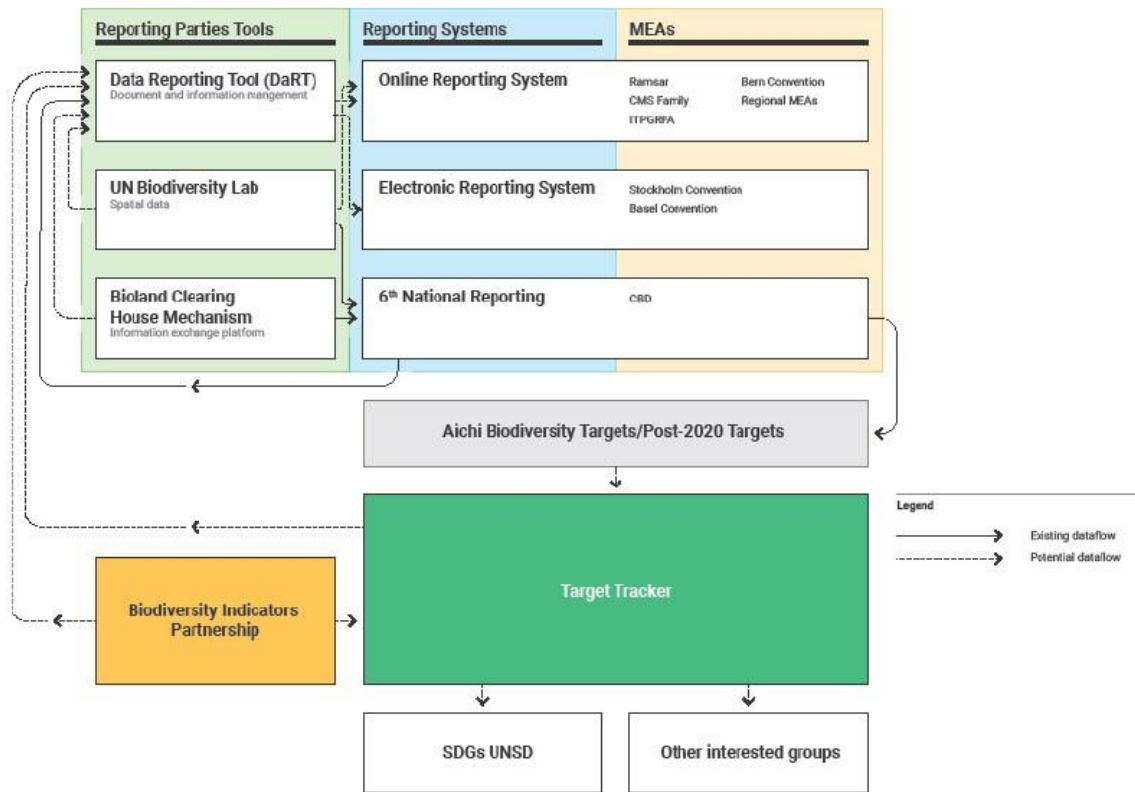 Reporting Parties Tools
Reporting Systems
MEAs
Data Reporting Tool (DaRT)
Document and information mangement
Online Reporting System
Ramsar
Bern Convention
CMS Family
Regional MEAs
ITPGRFA
UN Biodiversity Lab
Spatal data
Electronic Reporting System
Stockholm Convention
Basel Convention
Bioland Clearing
House Mechanism
Information exchange platform
6th National Reporting
CBD
Aichi Biodiversity Targets/Post-2020 Targets
Legend
Existing dataflow
Potential dataflow
Target Tracker
Biodiversity Indicators
Partnership
SDGs UNSD
Other interested groups